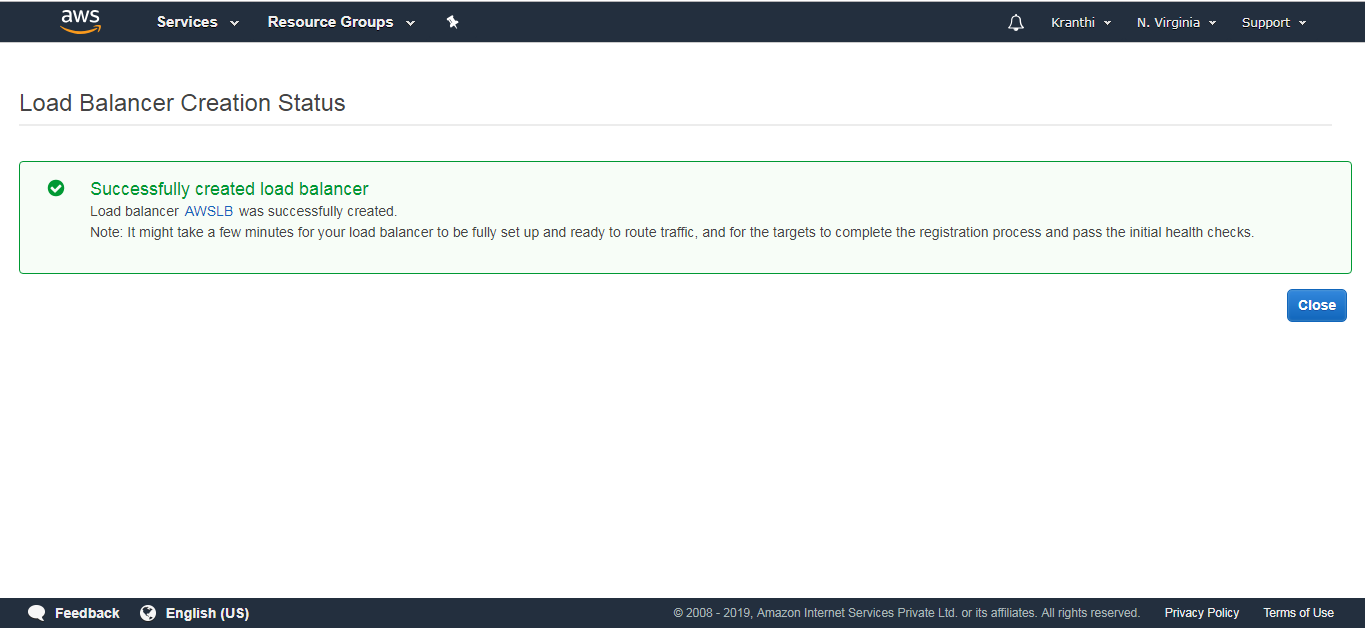 aws Services Resource Groups Kranthi N. Virginia Support
Load Balancer Creation Status
Successfully created load balancer
Load balancer AWSLB was successfully created.
Note: It might take a few minutes for your load balancer to be fully set up and ready to route traffic, and for the targets to complete the registration process and pass the initial health checks.
Close
Feedback English (US) © 2008 - 2019, Amazon Internet Services Private Ltd. or its affiliates. All rights reserved. Privacy Policy Terms of Use